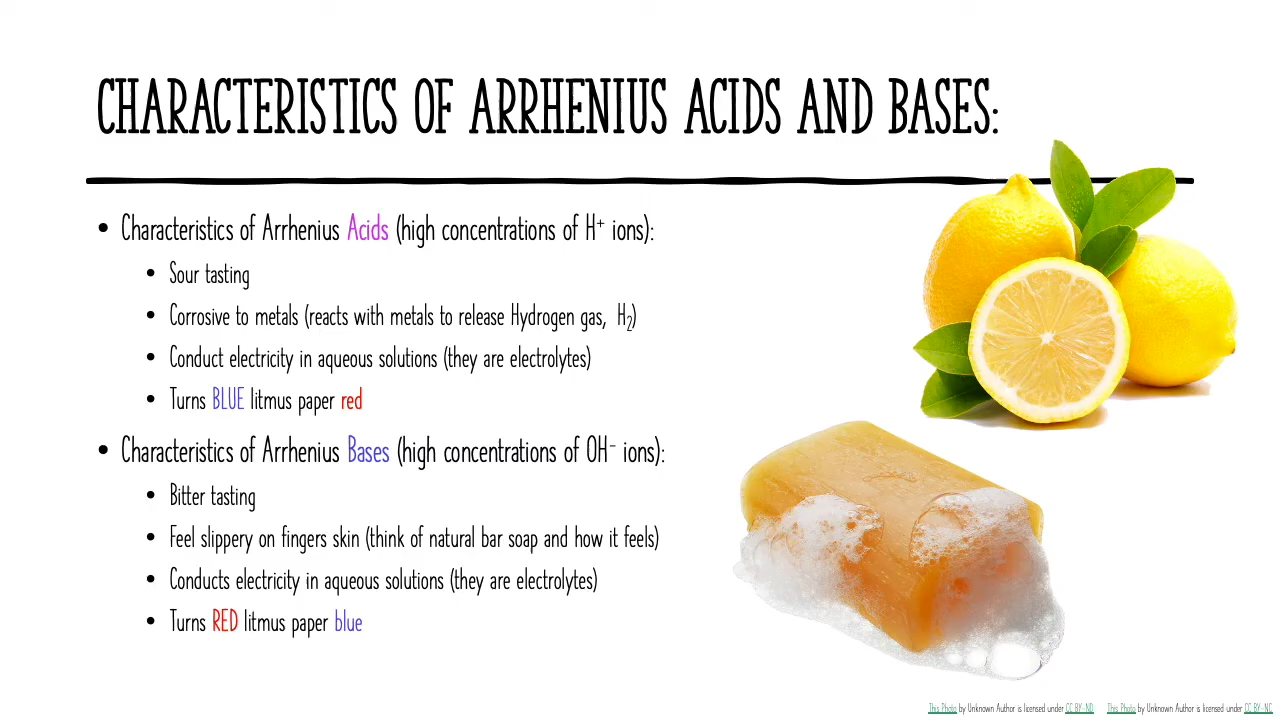 CHARACTERISTICS OF ARRHENIUS ACIDS AND BASES:
• Characteristics of Arrhenius Acids (high concentrations of H⁺ ions):
• Sour tasting
• Corrosive to metals (reacts with metals to release Hydrogen gas, H₂)
• Conduct electricity in aqueous solutions (they are electrolytes)
• Turns BLUE litmus paper red
• Characteristics of Arrhenius Bases (high concentrations of OH⁻ ions):
• Bitter tasting
• Feel slippery on fingers skin (think of natural bar soap and how it feels)
• Conducts electricity in aqueous solutions (they are electrolytes)
• Turns RED litmus paper blue
This Photo by Unknown Author is licensed under CC BY-ND
This Photo by Unknown Author is licensed under CC BY-NC